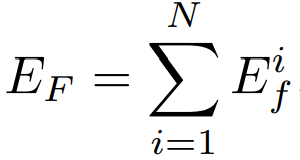 $E_F = \sum_{i=1}^{N} E_f^i$